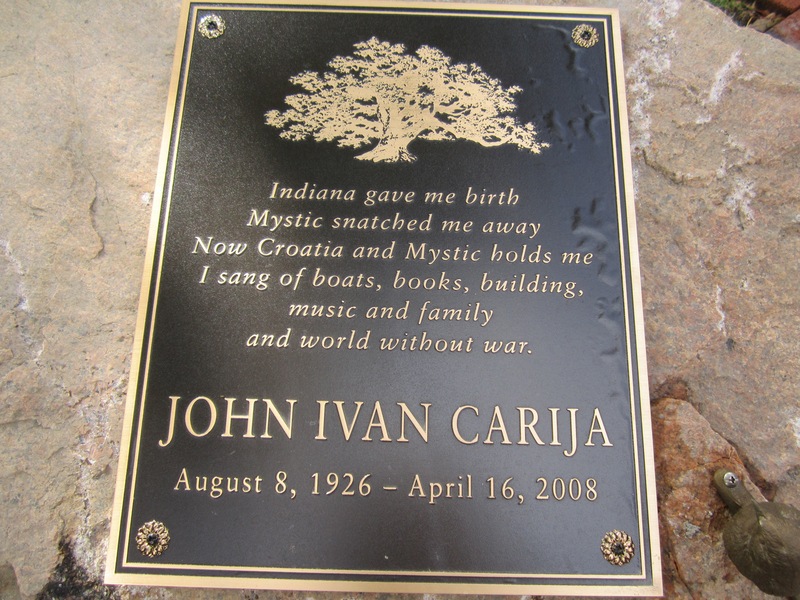 Indiana gave me birth
Mystic snatched me away
Now Croatia and Mystic holds me
I sang of boats, books, building,
music and family
and world without war.
JOHN IVAN CARIJA
August 8, 1926 – April 16, 2008